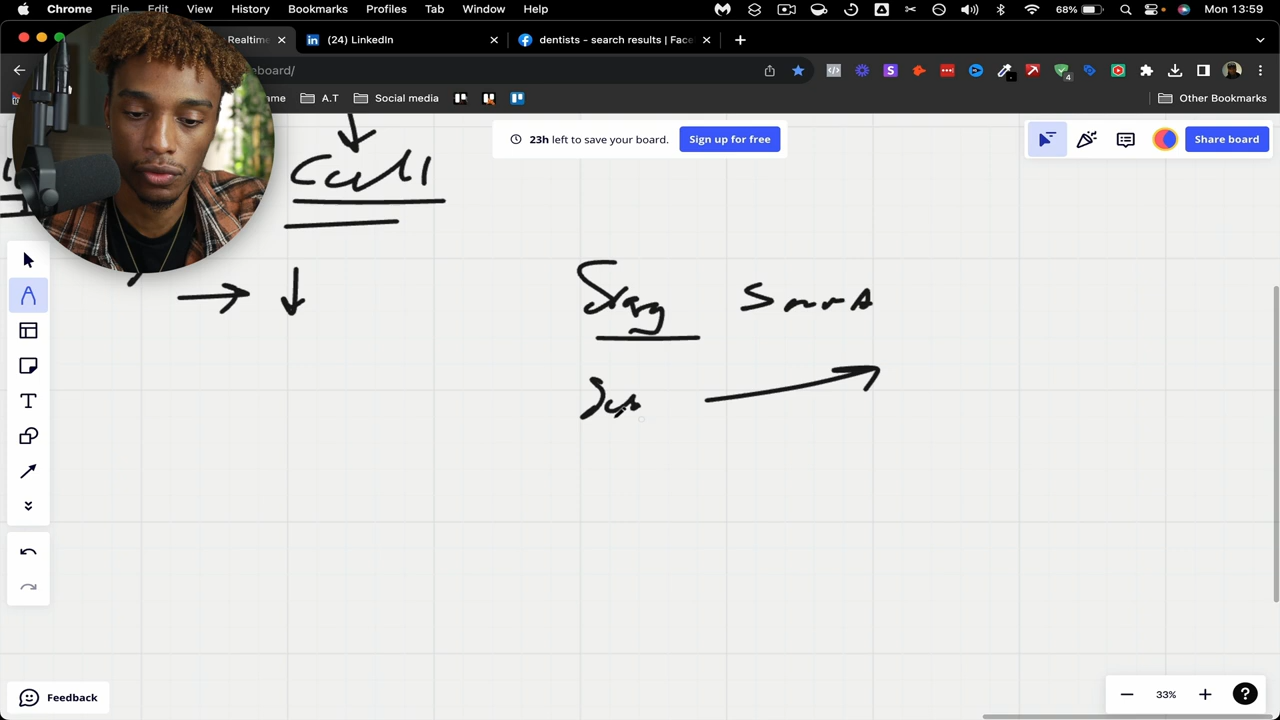 Chrome File Edit View History Bookmarks Profiles Tab Window Help 68% Mon 13:59
Realtime (24) LinkedIn dentists - search results | Face
eboard/
me A.T Social media Other Bookmarks
23h left to save your board. Sign up for free Share board
Call
Feedback
33%